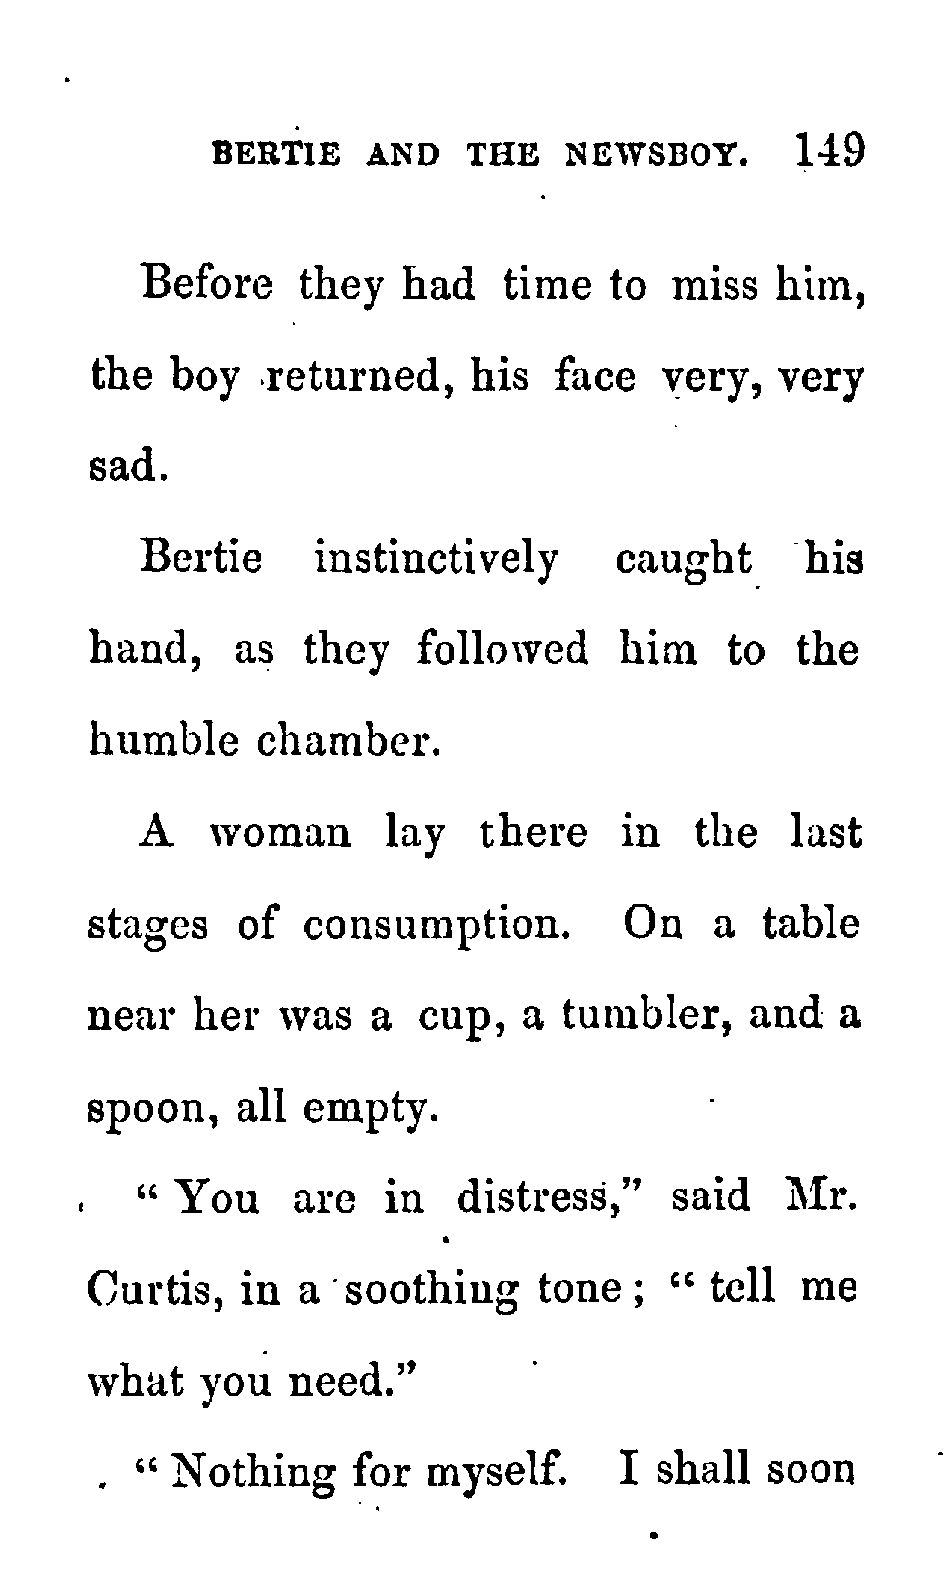 BERTIE AND THE NEWSBOY. 149
Before they had time to miss him,
the boy returned, his face very, very
sad.
Bertie instinctively caught his
hand, as they followed him to the
humble chamber.
A woman lay there in the last
stages of consumption. On a table
near her was a cup, a tumbler, and a
spoon, all empty.
“ You are in distress,” said Mr.
Curtis, in a soothing tone ; “ tell me
what you need.”
“ Nothing for myself. I shall soon